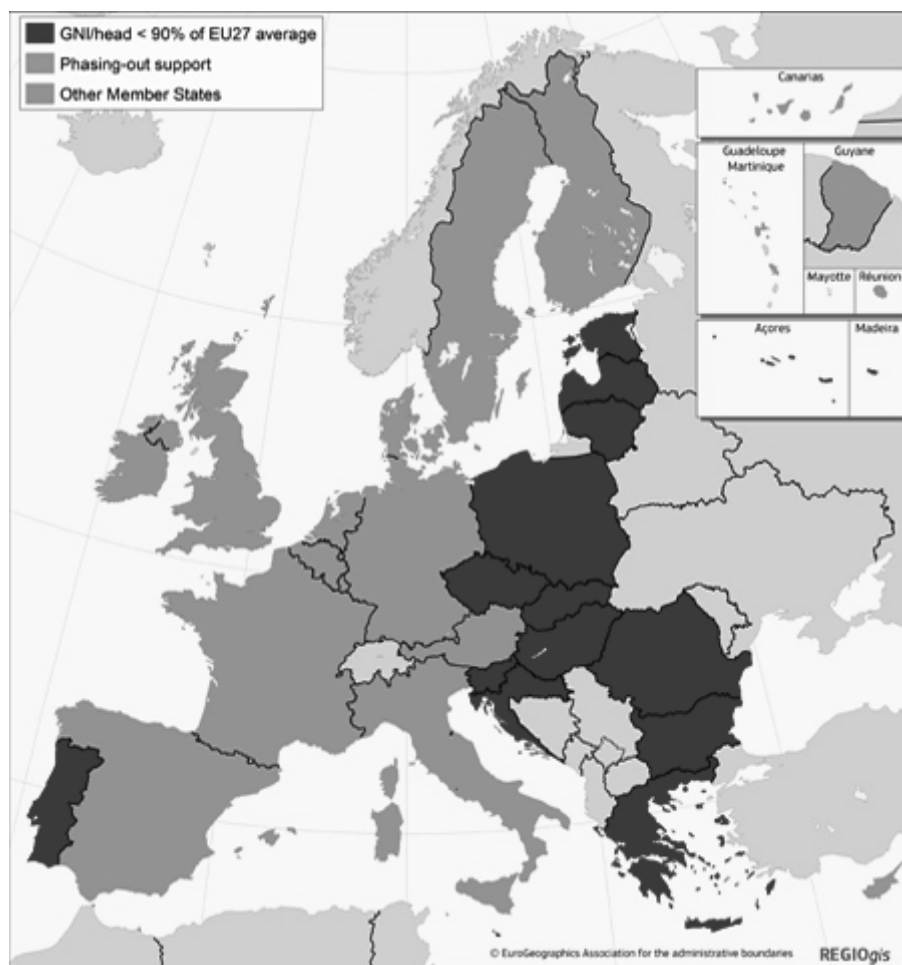 GNI/head < 90% of EU27 average
Phasing-out support
Other Member States
Canarias
Guadeloupe
Martinique
Guyane
Mayotte
Réunion
Açores
Madeira
© EuroGeographics Association for the administrative boundaries
REGIOgis